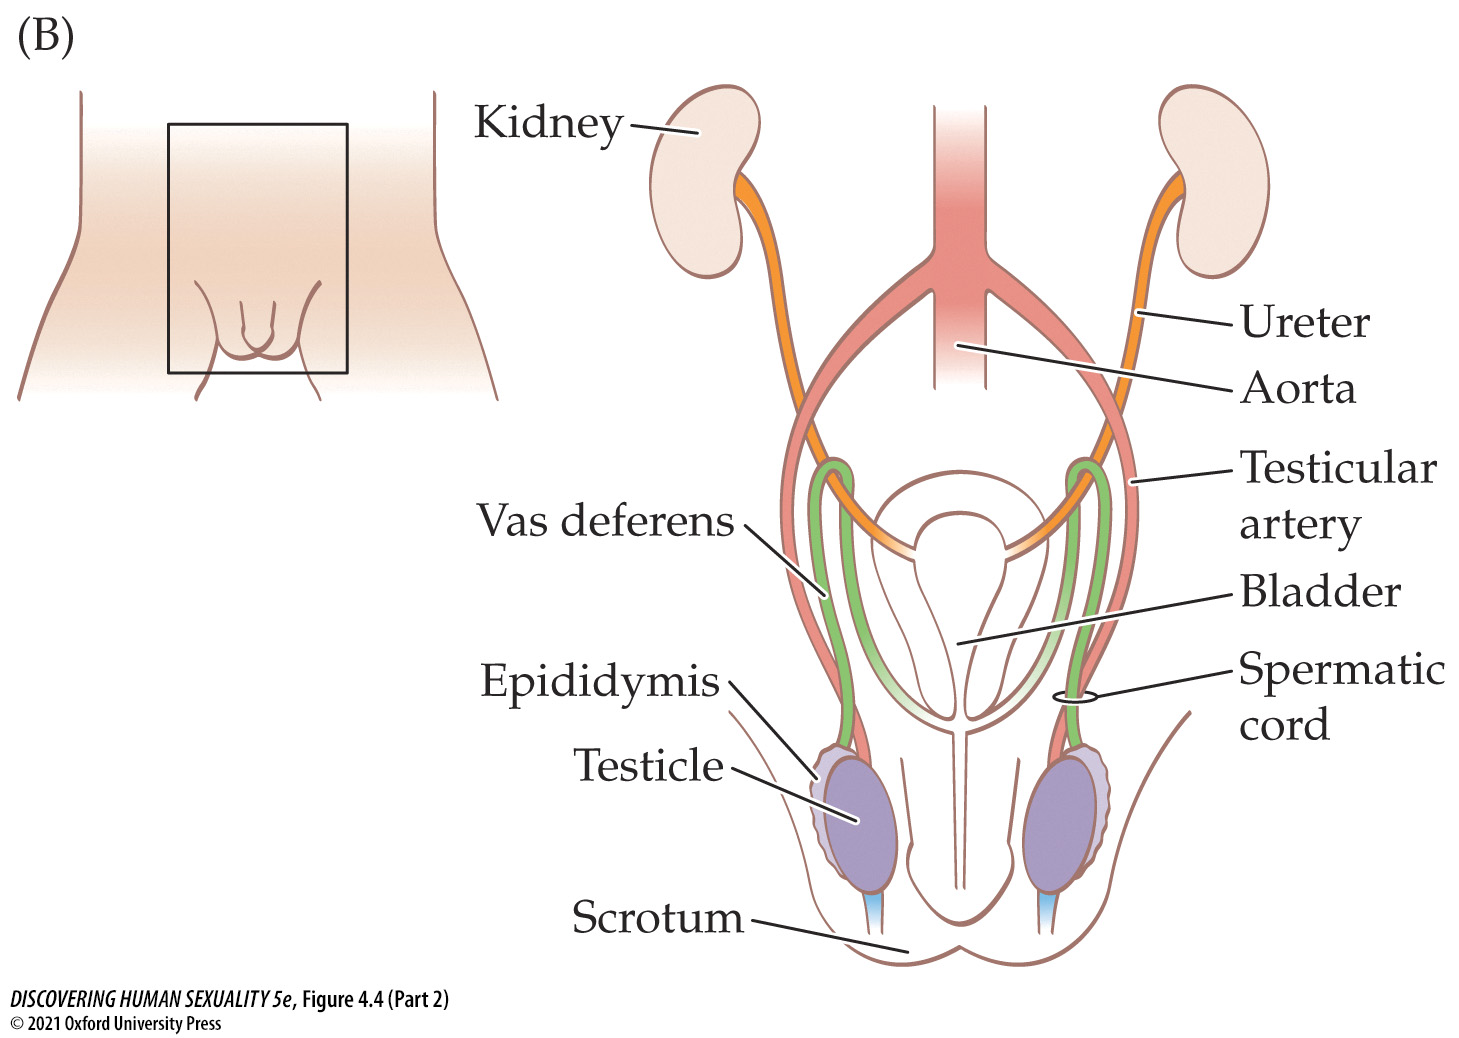 (B)
Kidney
Ureter
Aorta
Testicular
artery
Vas deferens
Bladder
Epididymis
Spermatic
cord
Testicle
Scrotum
DISCOVERING HUMAN SEXUALITY 5e, Figure 4.4 (Part 2)
© 2021 Oxford University Press